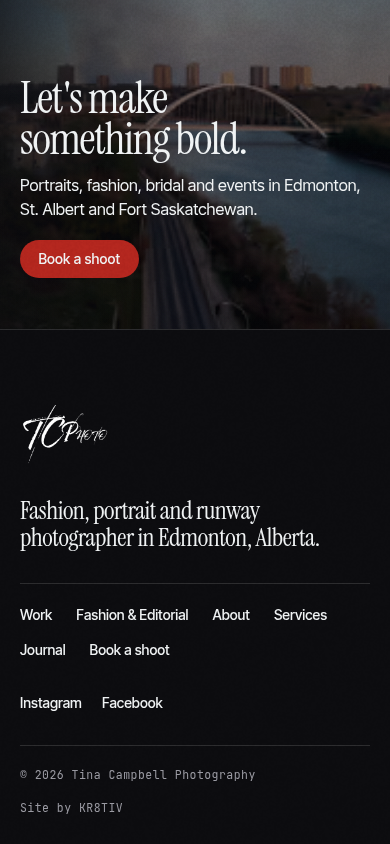 Let's make
something bold.
Portraits, fashion, bridal and events in Edmonton,
St. Albert and Fort Saskatchewan.
Book a shoot
TCPHOTO
Fashion, portrait and runway
photographer in Edmonton, Alberta.
Work Fashion & Editorial About Services
Journal Book a shoot
Instagram Facebook
© 2026 Tina Campbell Photography
Site by KR8TIV